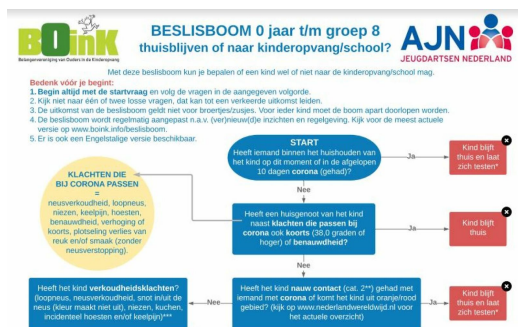 BOinK
Belangenvereniging van Ouders in de Kinderopvang
BESLISBOOM 0 jaar t/m groep 8
thuisblijven of naar kinderopvang/school?
AJN
JEUGDARTSEN NEDERLAND
Met deze beslisboom kun je bepalen of een kind wel of niet naar de kinderopvang/school mag.
Bedenk vóór je begint:
1. Begin altijd met de startvraag en volg de vragen in de aangegeven volgorde.
2. Kijk niet naar één of twee losse vragen, dat kan tot een verkeerde uitkomst leiden.
3. De uitkomst van de beslisboom geldt niet voor broertjes/zusjes. Voor ieder kind moet de boom apart doorlopen worden.
4. De beslisboom wordt regelmatig aangepast n.a.v. (ver)nieuw(d)e inzichten en regelgeving. Kijk voor de meest actuele
versie op www.boink.info/beslisboom.
5. Er is ook een Engelstalige versie beschikbaar.
START
Heeft iemand binnen het huishouden van
het kind op dit moment of in de afgelopen
10 dagen corona (gehad)?
Ja
Kind blijft
thuis en laat
zich testen*
Nee
KLACHTEN DIE
BIJ CORONA PASSEN
=
neusverkoudheid, loopneus,
niezen, keelpijn, hoesten,
benauwdheid, verhoging of
koorts, plotseling verlies van
reuk en/of smaak (zonder
neusverstopping).
Heeft een huisgenoot van het kind
naast klachten die passen bij
corona ook koorts (38,0 graden of
hoger) of benauwdheid?
Ja
Kind blijft
thuis
Nee
Heeft het kind verkoudheidsklachten?
(loopneus, neusverkoudheid, snot in/uit de
neus (kleur maakt niet uit), niezen, kuchen,
incidenteel hoesten en/of keelpijn)***
Nee
Heeft het kind nauw contact (cat. 2**) gehad met
iemand met corona of komt het kind uit oranje/rood
gebied? (kijk op www.nederlandwereldwijd.nl voor
het actuele overzicht)
Ja
Kind blijft
thuis en laat
zich testen*